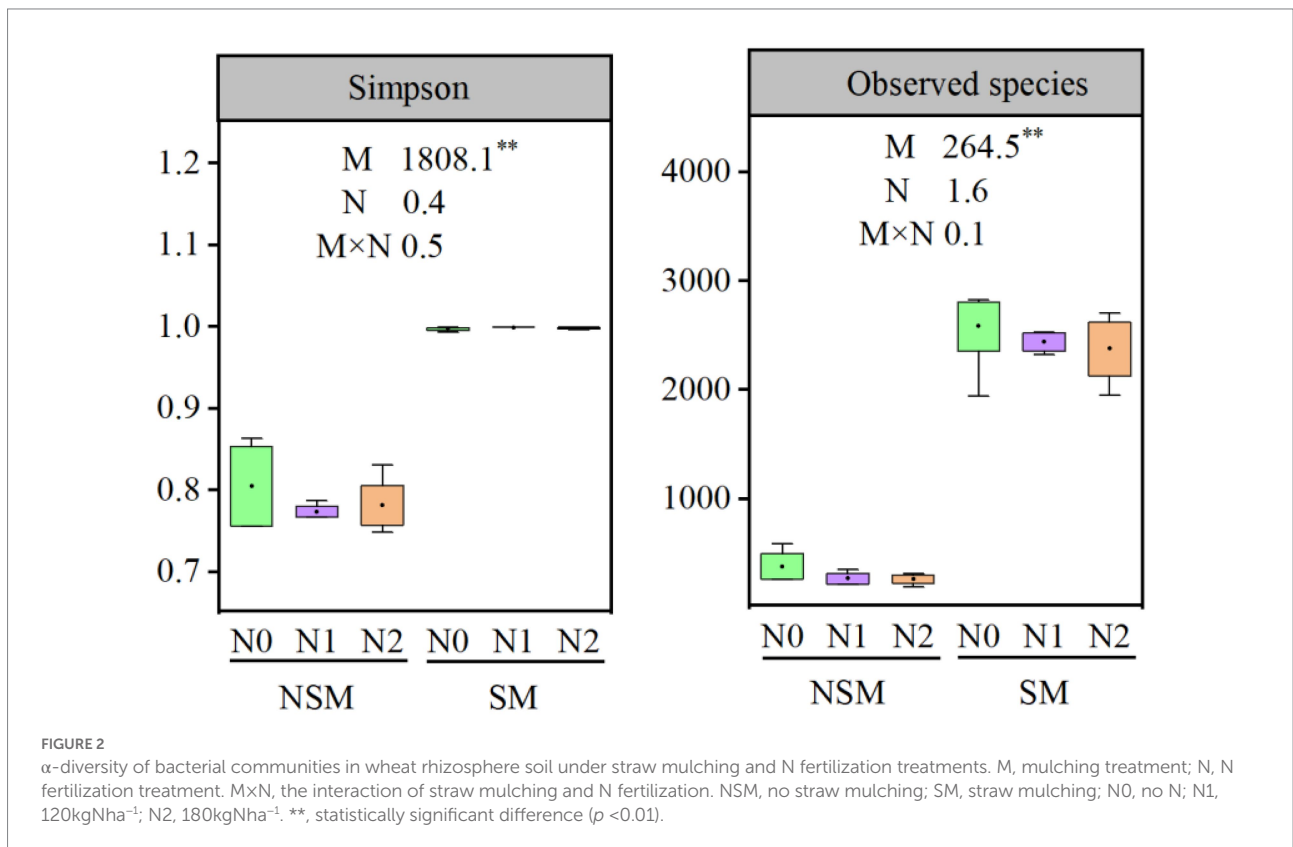 Simpson
M 1808.1**
N 0.4
M×N 0.5
1.2
1.1
1.0
0.9
0.8
0.7
N0 N1 N2 N0 N1 N2
NSM SM
Observed species
M 264.5**
N 1.6
M×N 0.1
4000
3000
2000
1000
N0 N1 N2 N0 N1 N2
NSM SM
FIGURE 2
α-diversity of bacterial communities in wheat rhizosphere soil under straw mulching and N fertilization treatments. M, mulching treatment; N, N
fertilization treatment. M×N, the interaction of straw mulching and N fertilization. NSM, no straw mulching; SM, straw mulching; N0, no N; N1,
120kgNha⁻¹; N2, 180kgNha⁻¹. **, statistically significant difference (p <0.01).